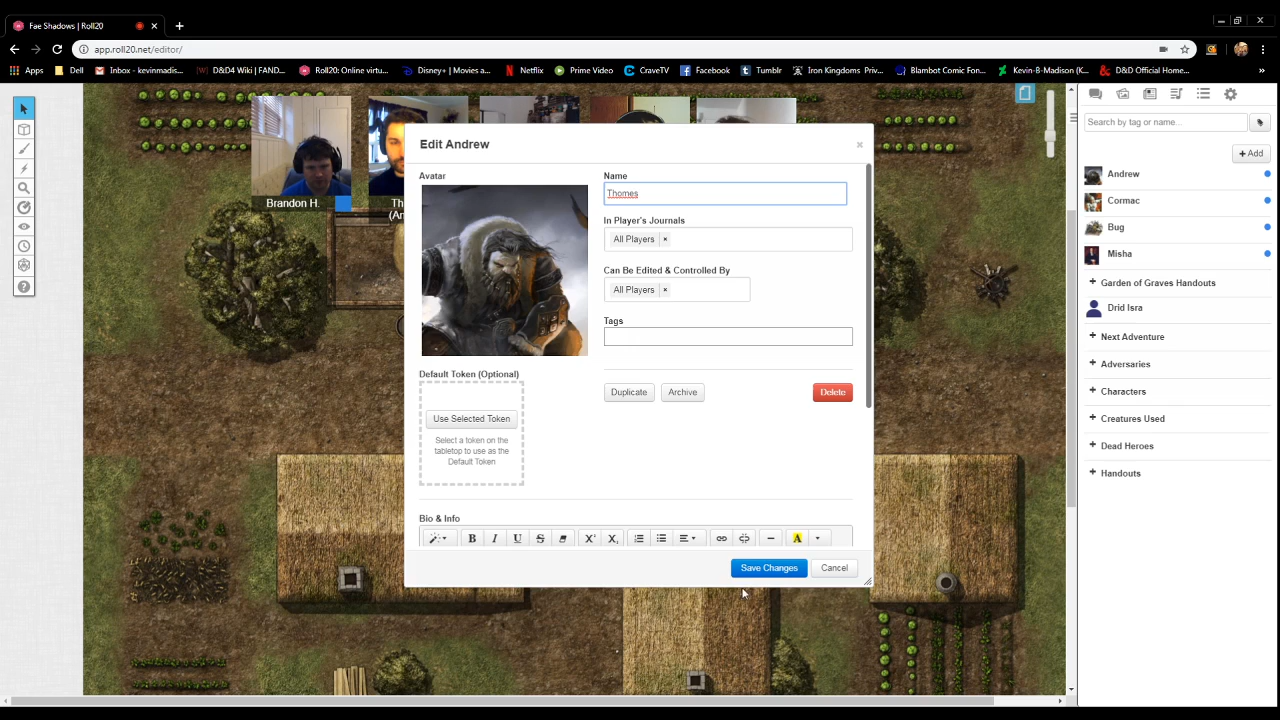 Fae Shadows | Roll20
app.roll20.net/editor/
Apps
Dell
Inbox - kevinmadis...
D&D4 Wiki | FAND...
Roll20: Online virtu...
Disney+ | Movies a...
Netflix
Prime Video
CraveTV
Facebook
Tumblr
Iron Kingdoms Priv...
Blambot Comic Fon...
Kevin-B-Madison (K...
D&D Official Home...
»
Search by tag or name...
+ Add
Andrew
Cormac
Bug
Misha
+ Garden of Graves Handouts
Drid Isra
+ Next Adventure
+ Adversaries
+ Characters
+ Creatures Used
+ Dead Heroes
+ Handouts
Brandon H.
Th
(An
Edit Andrew
×
Avatar
Name
Thomes
In Player's Journals
All Players ×
Can Be Edited & Controlled By
All Players ×
Tags
Duplicate
Archive
Delete
Default Token (Optional)
Use Selected Token
Select a token on the
tabletop to use as the
Default Token
Bio & Info
B I U S X² X₂ A
Save Changes
Cancel